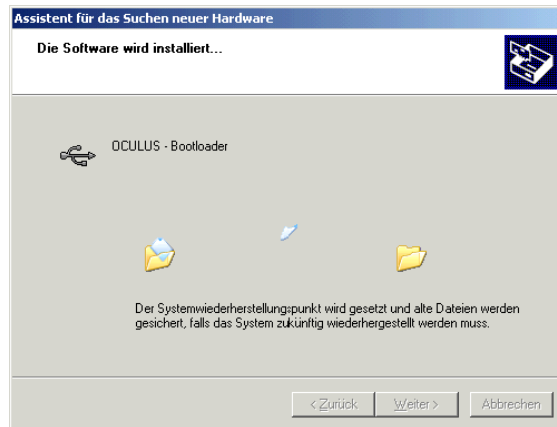 Assistent für das Suchen neuer Hardware
Die Software wird installiert...
OCULUS - Bootloader
Der Systemwiederherstellungspunkt wird gesetzt und alte Dateien werden
gesichert, falls das System zukünftig wiederhergestellt werden muss.
< Zurück
Weiter >
Abbrechen